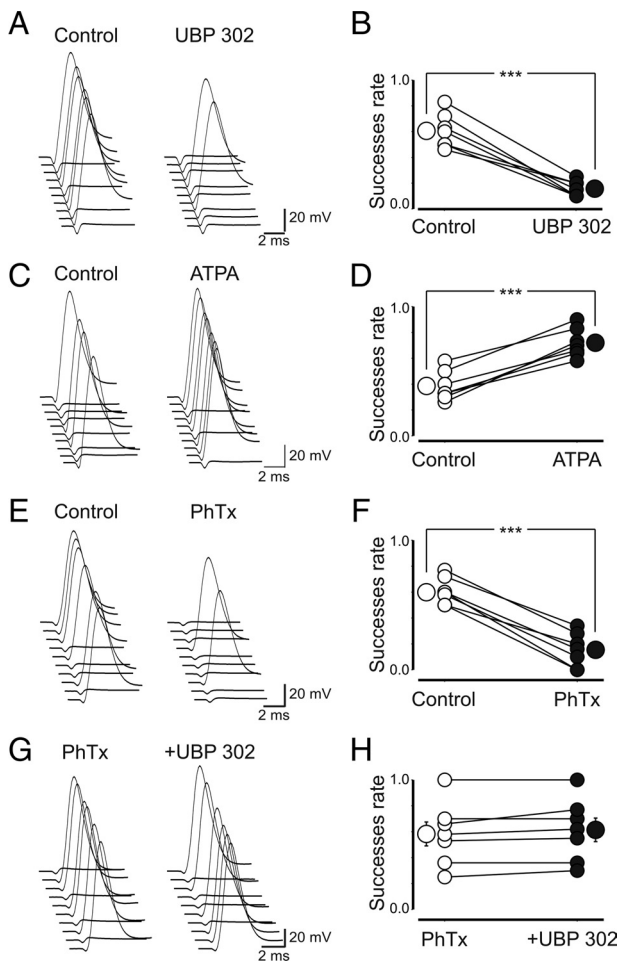 A
Control
UBP 302
20 mV
2 ms
B
***
1.0
Successes rate
0.0
Control
UBP 302
C
Control
ATPA
20 mV
2 ms
D
***
1.0
Successes rate
0.0
Control
ATPA
E
Control
PhTx
20 mV
2 ms
F
***
1.0
Successes rate
0.0
Control
PhTx
G
PhTx
+UBP 302
20 mV
2 ms
H
1.0
Successes rate
0.0
PhTx
+UBP 302